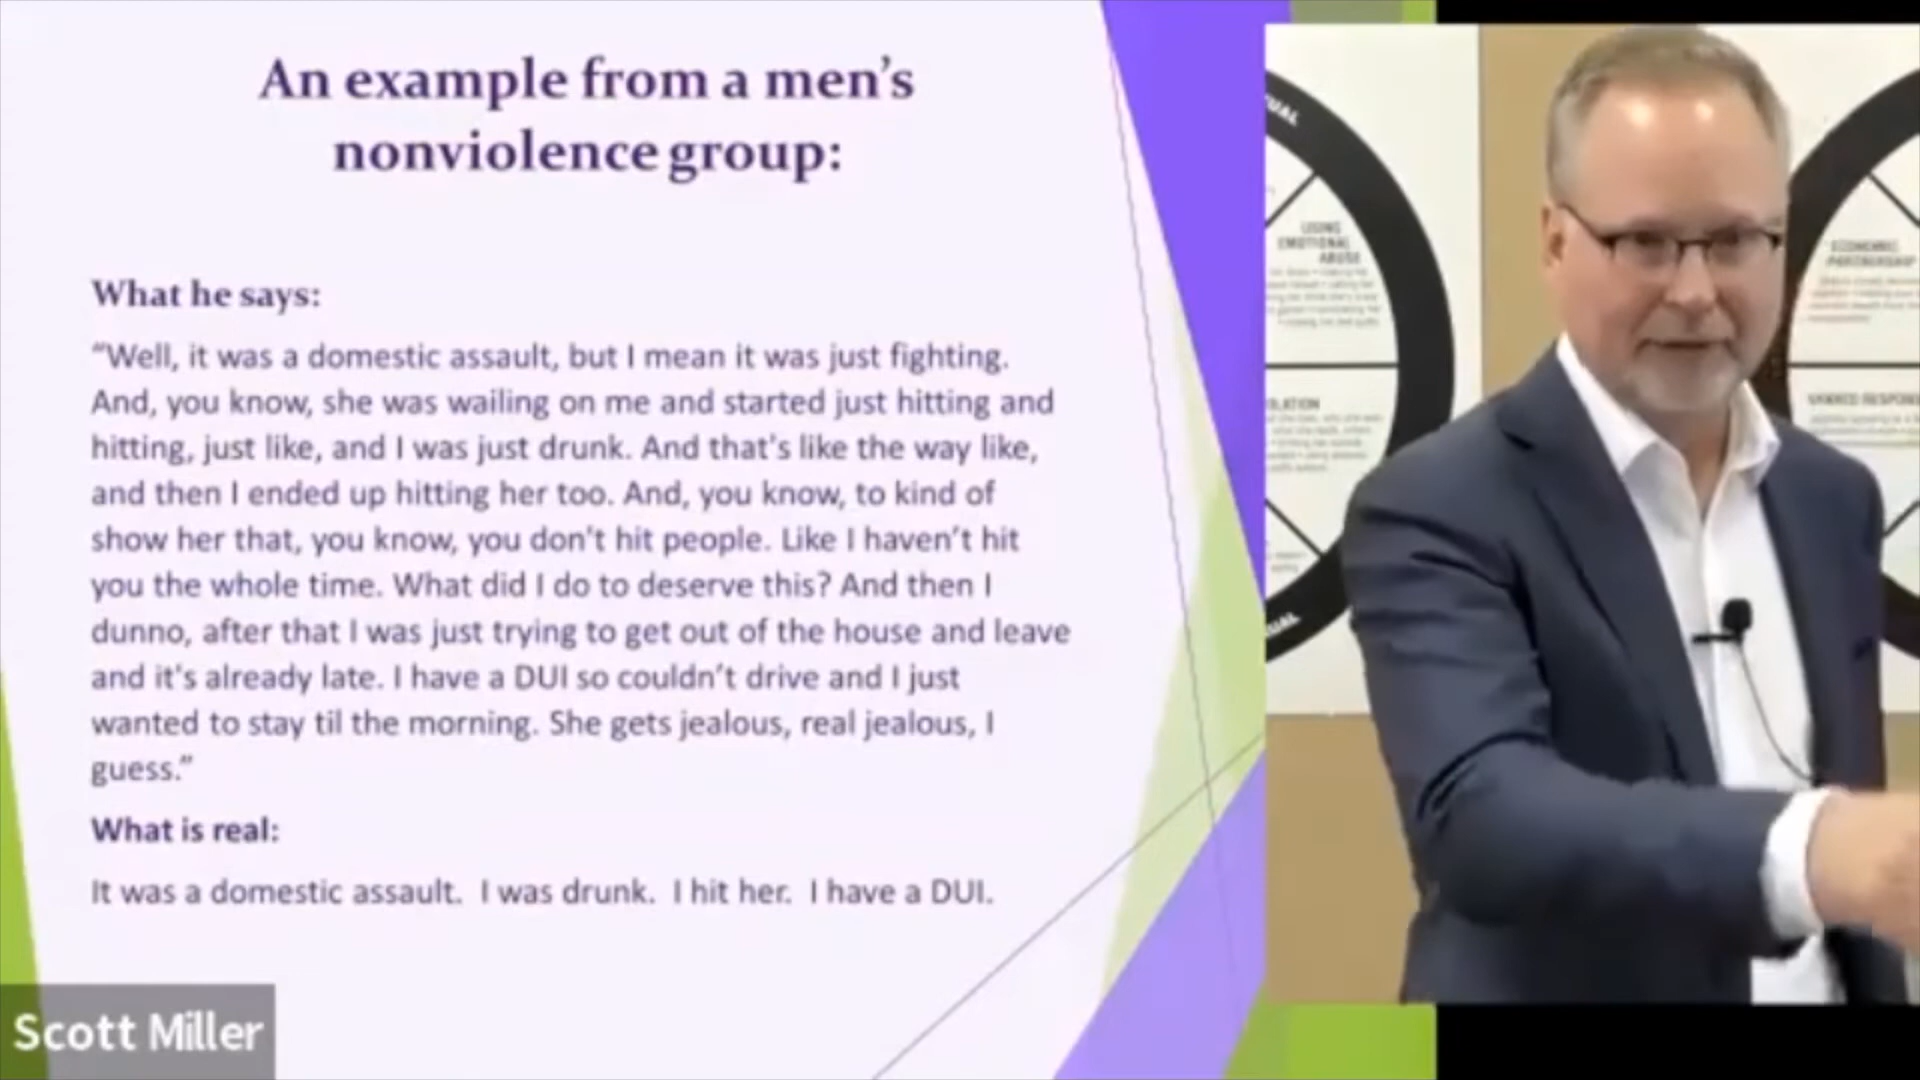 An example from a men’s
nonviolence group:
What he says:
“Well, it was a domestic assault, but I mean it was just fighting.
And, you know, she was wailing on me and started just hitting and
hitting, just like, and I was just drunk. And that's like the way like,
and then I ended up hitting her too. And, you know, to kind of
show her that, you know, you don't hit people. Like I haven’t hit
you the whole time. What did I do to deserve this? And then I
dunno, after that I was just trying to get out of the house and leave
and it's already late. I have a DUI so couldn’t drive and I just
wanted to stay til the morning. She gets jealous, real jealous, I
guess.”
What is real:
It was a domestic assault. I was drunk. I hit her. I have a DUI.
Scott Miller
USING
EMOTIONAL
ABUSE
ECONOMIC
PARTNERSHIP